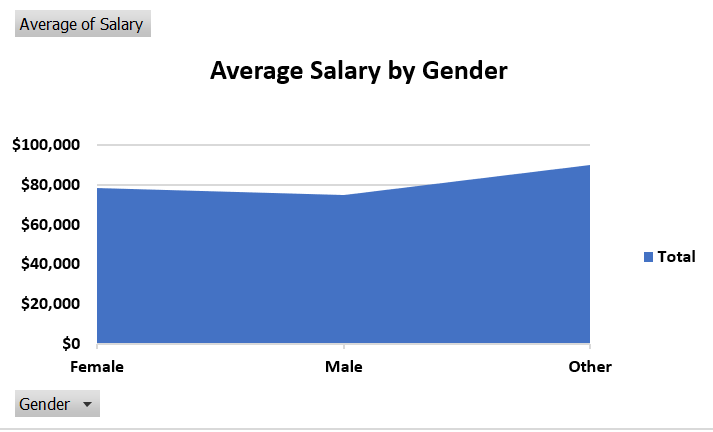 Average of Salary
Average Salary by Gender
$100,000
$80,000
$60,000
$40,000
$20,000
$0
Female Male Other
Total
Gender